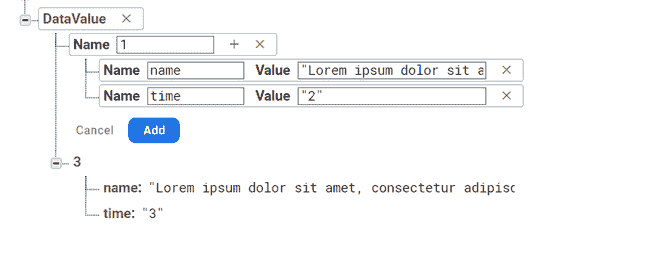 DataValue ×
Name 1 + ×
Name name Value "Lorem ipsum dolor sit a ×
Name time Value "2" ×
Cancel Add
3
name: "Lorem ipsum dolor sit amet, consectetur adipisc
time: "3"